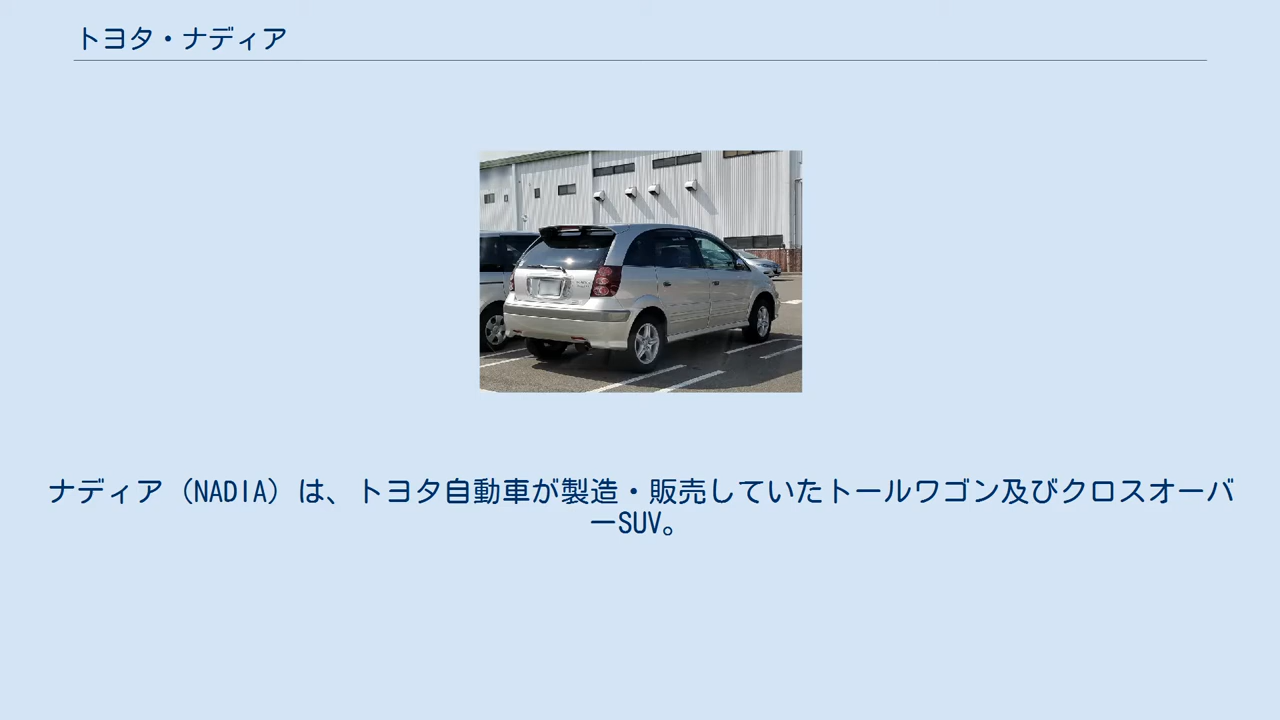 トヨタ・ナディア
ナディア（NADIA）は、トヨタ自動車が製造・販売していたトールワゴン及びクロスオーバ
ーSUV。